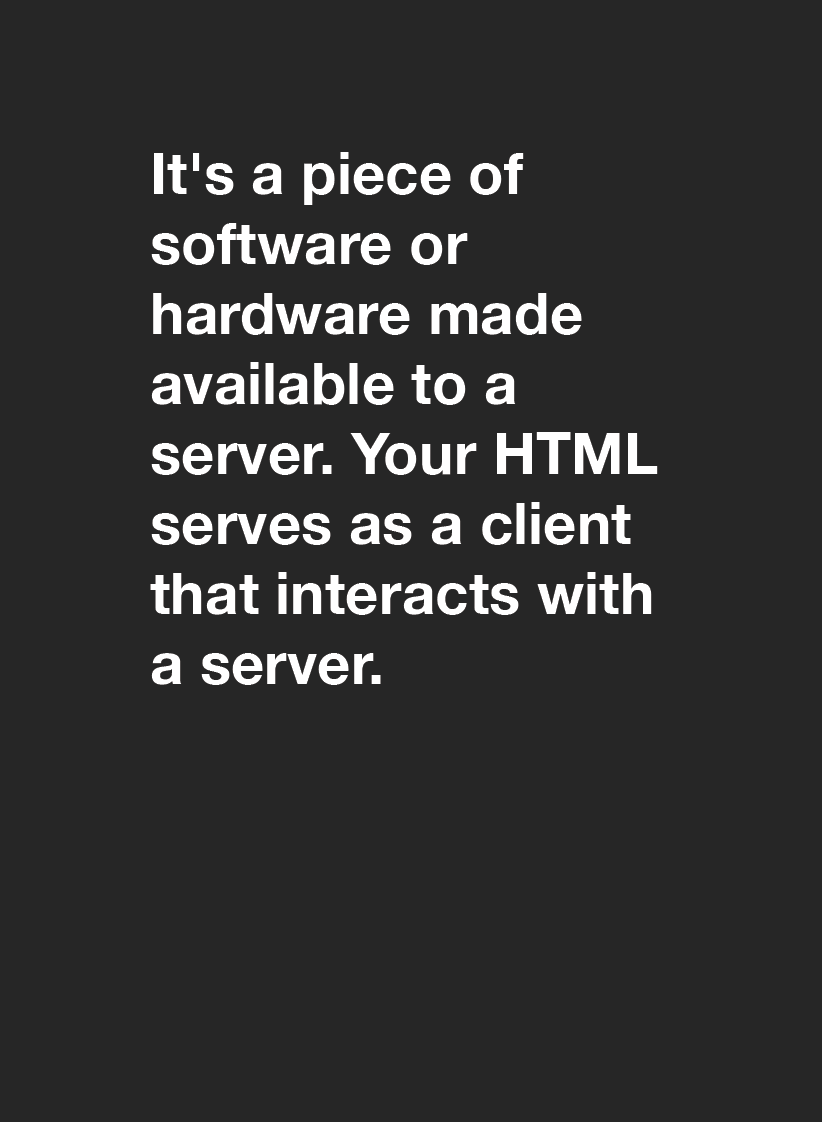 It's a piece of
software or
hardware made
available to a
server. Your HTML
serves as a client
that interacts with
a server.